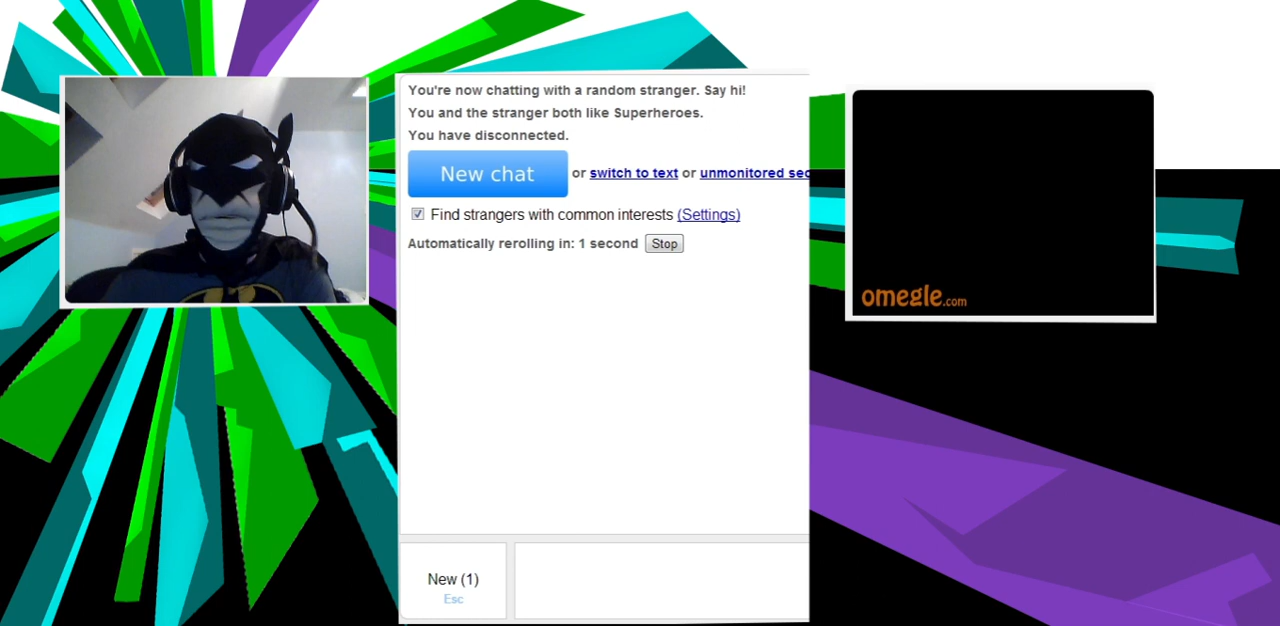 You're now chatting with a random stranger. Say hi!
You and the stranger both like Superheroes.
You have disconnected.
New chat or switch to text or unmonitored sec
Find strangers with common interests (Settings)
Automatically rerolling in: 1 second Stop
omegle.com
New (1)
Esc